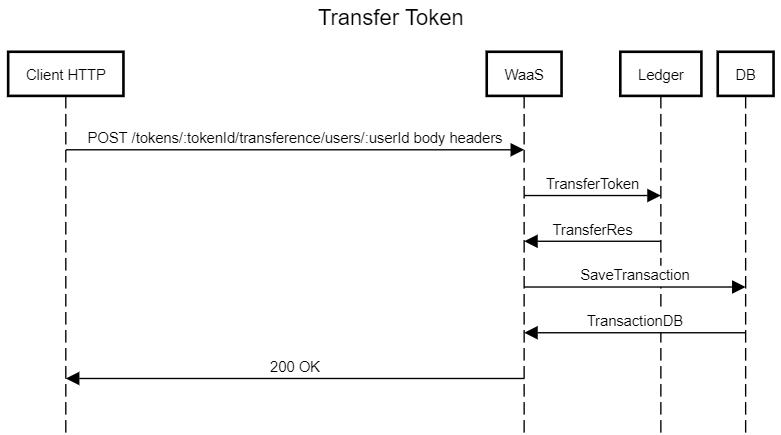 Transfer Token
Client HTTP
WaaS
Ledger
DB
POST /tokens/:tokenId/transference/users/:userId body headers
TransferToken
TransferRes
SaveTransaction
TransactionDB
200 OK